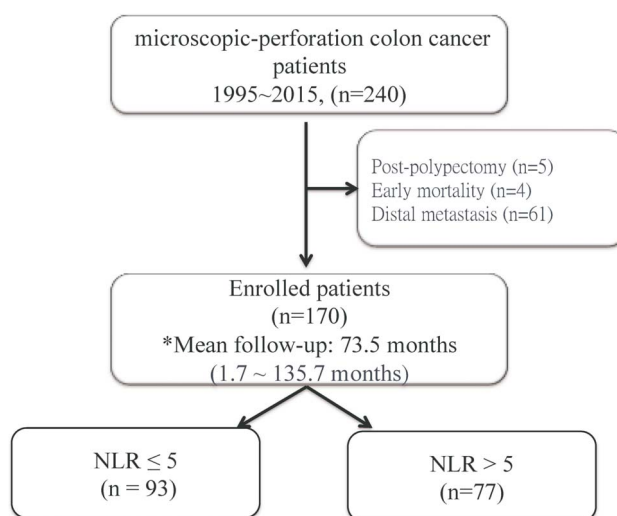 microscopic-perforation colon cancer
patients
1995~2015, (n=240)
Post-polypectomy (n=5)
Early mortality (n=4)
Distal metastasis (n=61)
Enrolled patients
(n=170)
*Mean follow-up: 73.5 months
(1.7 ~ 135.7 months)
NLR ≤ 5
(n = 93)
NLR > 5
(n=77)